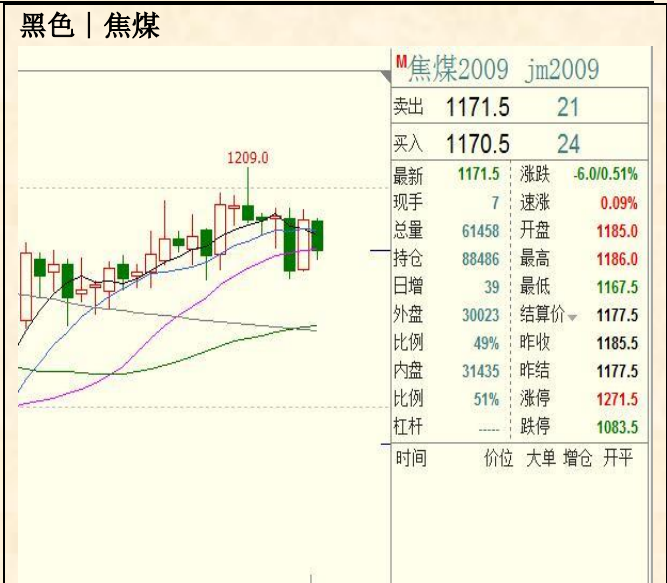 黑色｜焦煤
M焦煤2009 jm2009
卖出 1171.5 21
买入 1170.5 24
1209.0
最新 1171.5 涨跌 -6.0/0.51%
现手 7 速涨 0.09%
总量 61458 开盘 1185.0
持仓 88486 最高 1186.0
日增 39 最低 1167.5
外盘 30023 结算价 1177.5
比例 49% 昨收 1185.5
内盘 31435 昨结 1177.5
比例 51% 涨停 1271.5
杠杆 ----- 跌停 1083.5
时间 价位 大单 增仓 开平